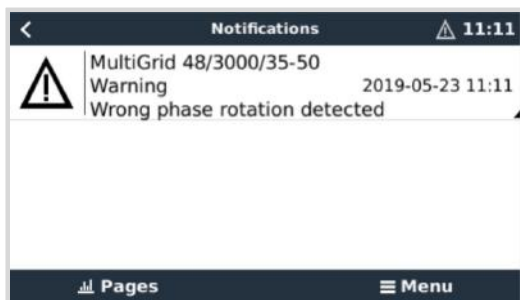 Notifications
11:11
MultiGrid 48/3000/35-50
Warning 2019-05-23 11:11
Wrong phase rotation detected
Pages Menu